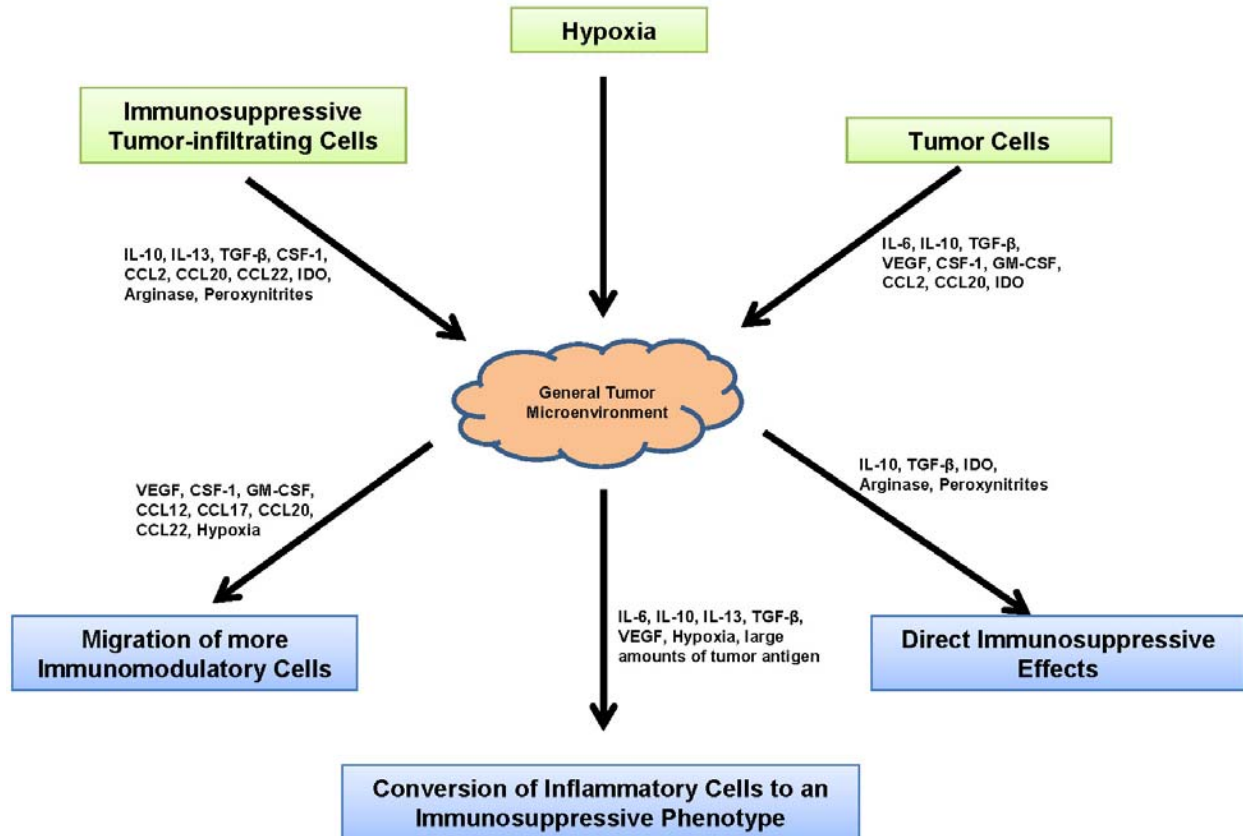 Hypoxia
Immunosuppressive
Tumor-infiltrating Cells
Tumor Cells
IL-10, IL-13, TGF-β, CSF-1,
CCL2, CCL20, CCL22, IDO,
Arginase, Peroxynitrites
IL-6, IL-10, TGF-β,
VEGF, CSF-1, GM-CSF,
CCL2, CCL20, IDO
General Tumor
Microenvironment
VEGF, CSF-1, GM-CSF,
CCL12, CCL17, CCL20,
CCL22, Hypoxia
IL-10, TGF-β, IDO,
Arginase, Peroxynitrites
IL-6, IL-10, IL-13, TGF-β,
VEGF, Hypoxia, large
amounts of tumor antigen
Migration of more
Immunomodulatory Cells
Direct Immunosuppressive
Effects
Conversion of Inflammatory Cells to an
Immunosuppressive Phenotype